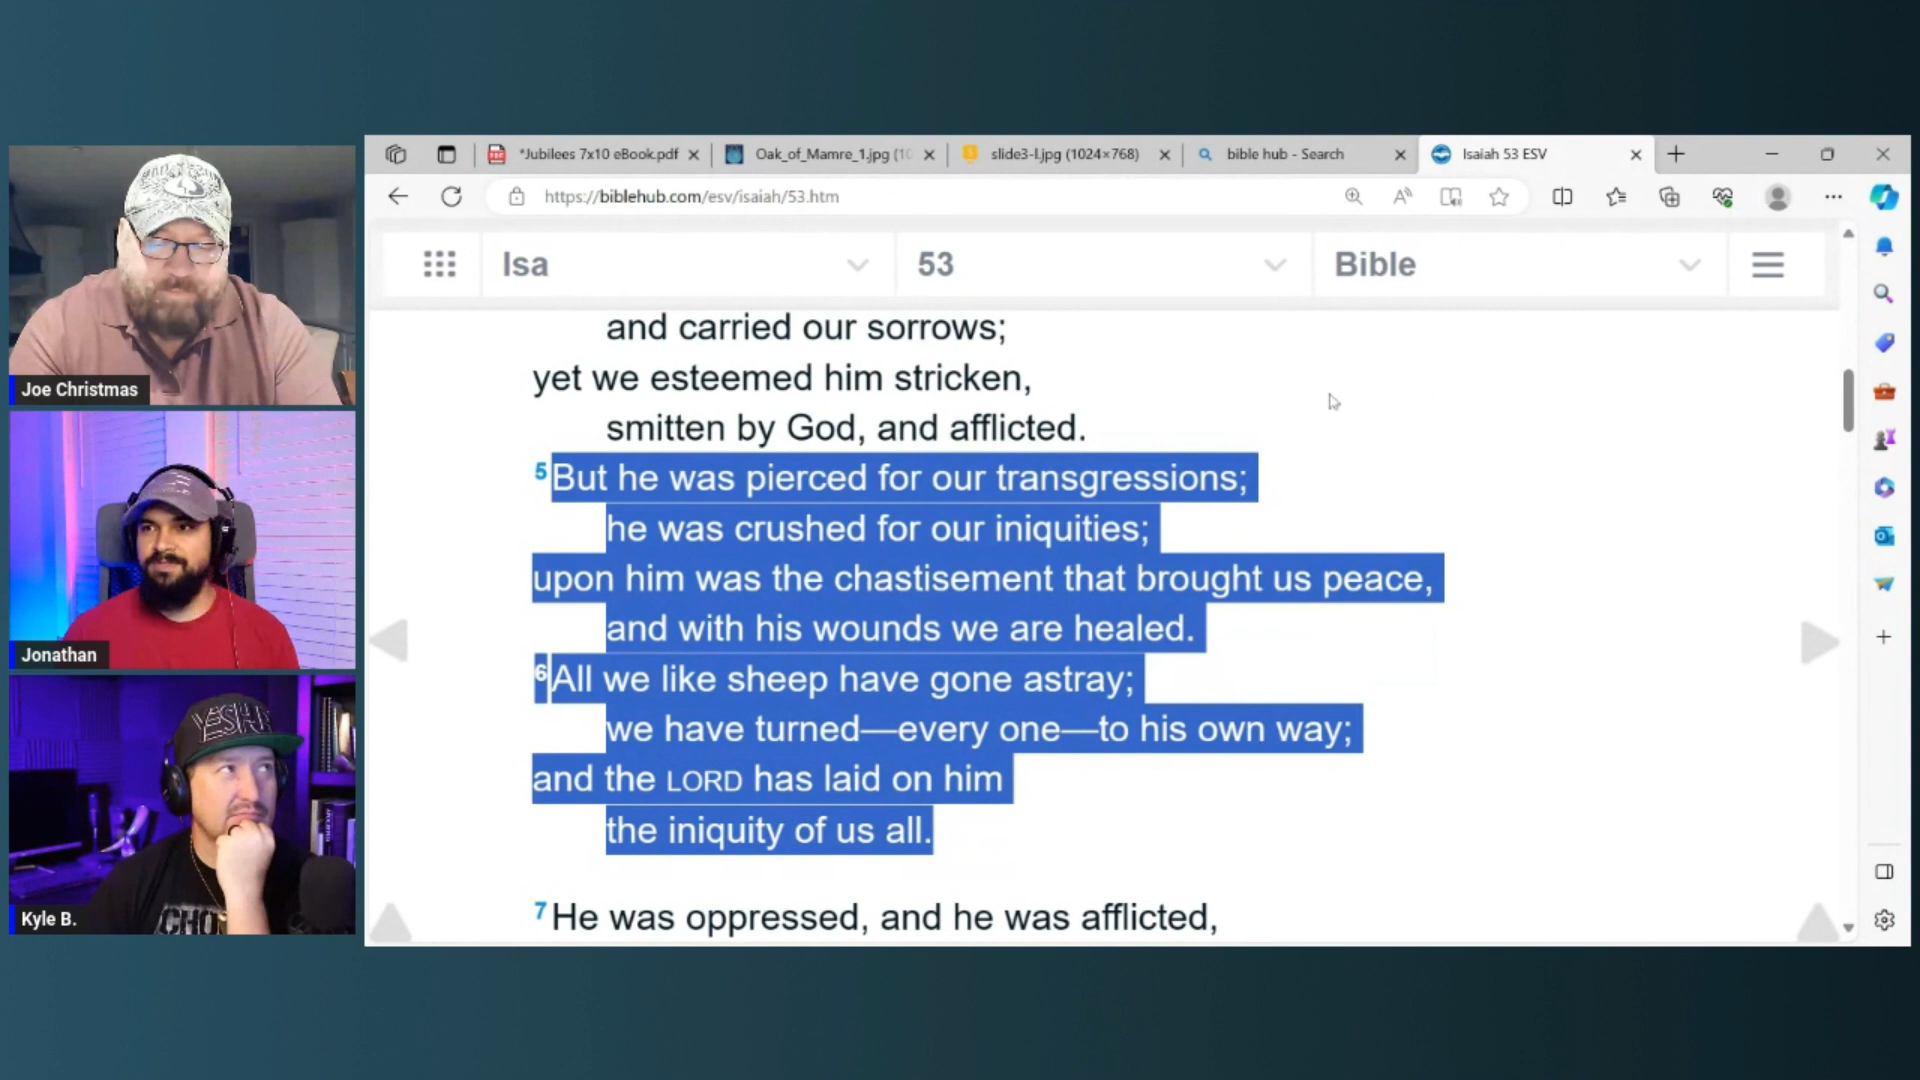 *Jubilees 7x10 eBook.pdf
Oak_of_Mamre_1.jpg (10
slide3-l.jpg (1024×768)
bible hub - Search
Isaiah 53 ESV
https://biblehub.com/esv/isaiah/53.htm
Isa
53
Bible
and carried our sorrows;
yet we esteemed him stricken,
smitten by God, and afflicted.
5 But he was pierced for our transgressions;
he was crushed for our iniquities;
upon him was the chastisement that brought us peace,
and with his wounds we are healed.
6 All we like sheep have gone astray;
we have turned—every one—to his own way;
and the LORD has laid on him
the iniquity of us all.
7 He was oppressed, and he was afflicted,
Joe Christmas
Jonathan
Kyle B.